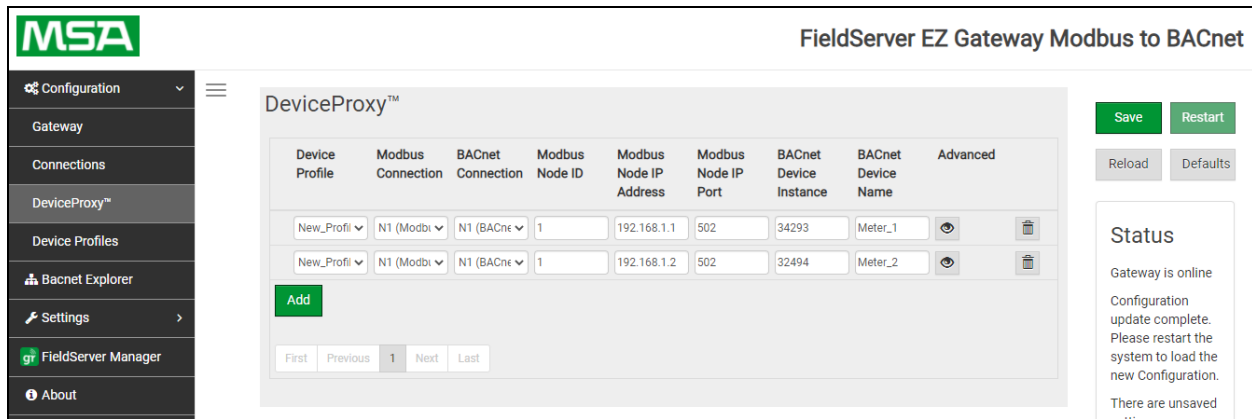 MSA
FieldServer EZ Gateway Modbus to BACnet
Configuration
Gateway
Connections
DeviceProxy™
Device Profiles
Bacnet Explorer
Settings
gT FieldServer Manager
About
DeviceProxy™
Device Profile Modbus Connection BACnet Connection Modbus Node ID Modbus Node IP Address Modbus Node IP Port BACnet Device Instance BACnet Device Name Advanced
New_Profil N1 (Modbu N1 (BACne 1 192.168.1.1 502 34293 Meter_1
New_Profil N1 (Modbu N1 (BACne 1 192.168.1.2 502 32494 Meter_2
Add
First Previous 1 Next Last
Save Restart
Reload Defaults
Status
Gateway is online
Configuration
update complete.
Please restart the
system to load the
new Configuration.
There are unsaved